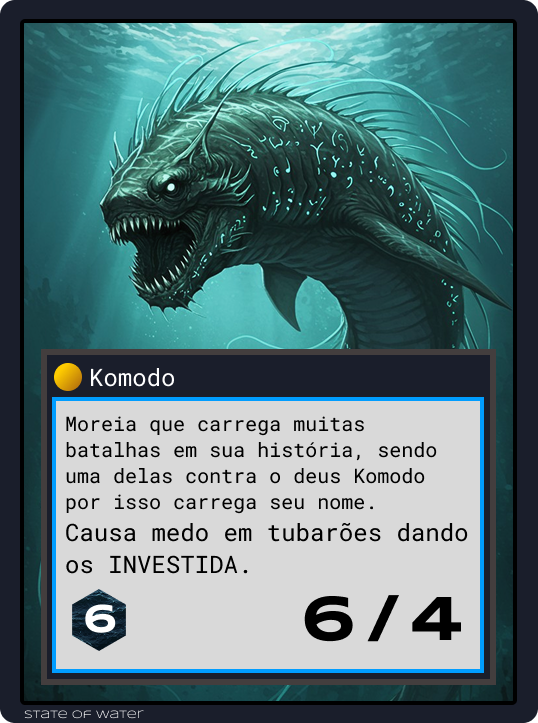 Komodo
Moreia que carrega muitas
batalhas em sua história, sendo
uma delas contra o deus Komodo
por isso carrega seu nome.
Causa medo em tubarões dando
os INVESTIDA.
6
6/4
STATE OF WATER